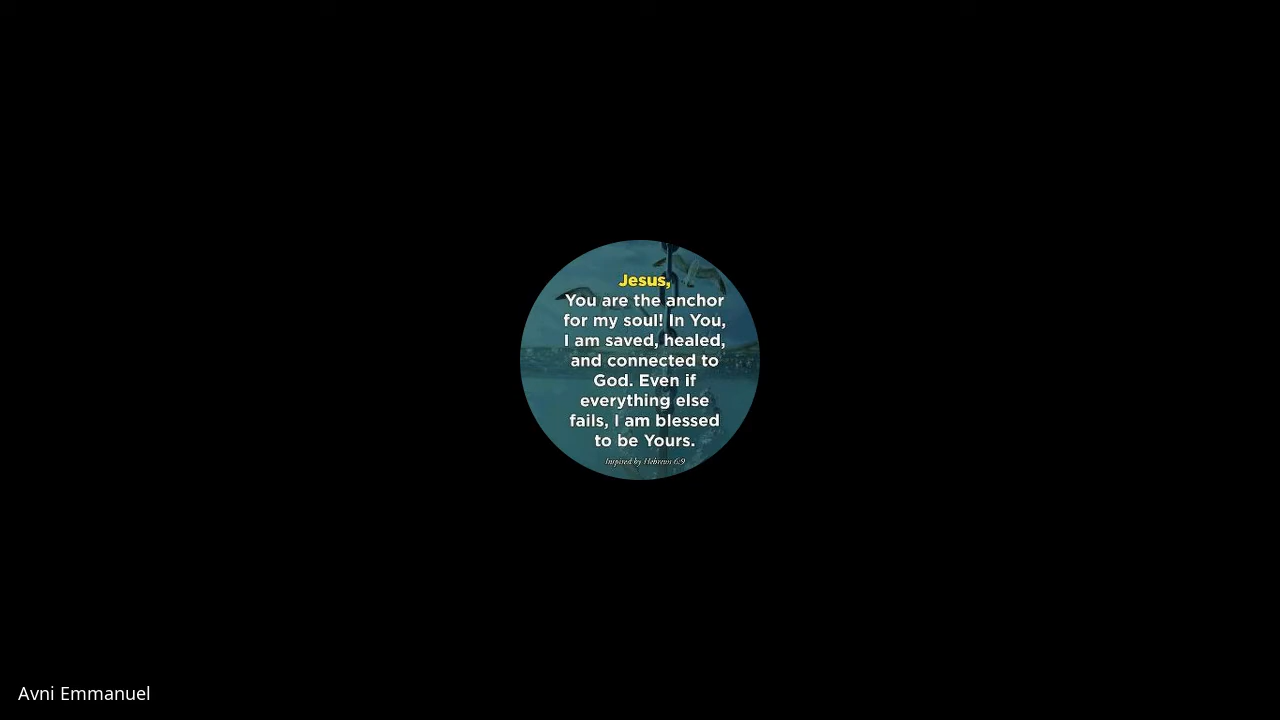 Jesus,
You are the anchor
for my soul! In You,
I am saved, healed,
and connected to
God. Even if
everything else
fails, I am blessed
to be Yours.
Inspired by Hebrews 6:9
Avni Emmanuel